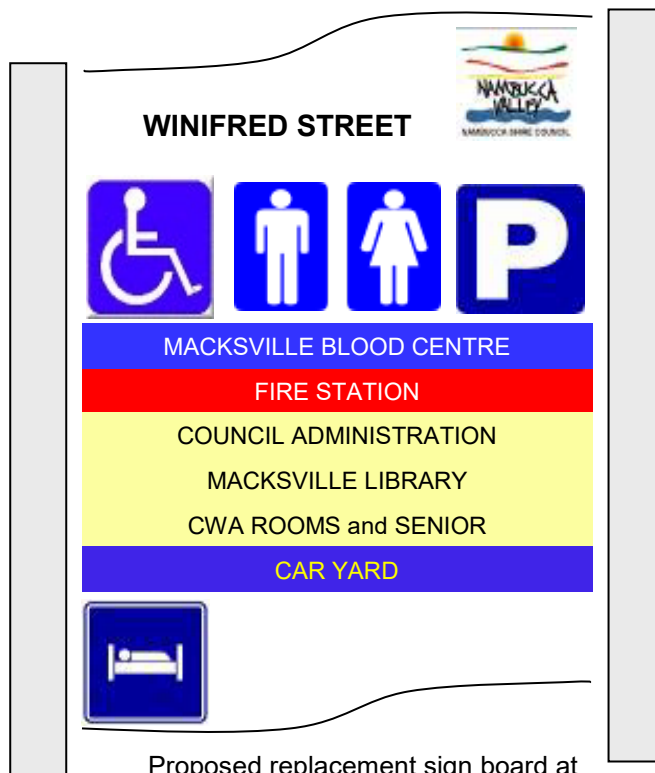 NAMBUCCA
VALLEY
NAMBUCCA SHIRE COUNCIL
WINIFRED STREET
P
MACKSVILLE BLOOD CENTRE
FIRE STATION
COUNCIL ADMINISTRATION
MACKSVILLE LIBRARY
CWA ROOMS and SENIOR
CAR YARD
Proposed replacement sign board at